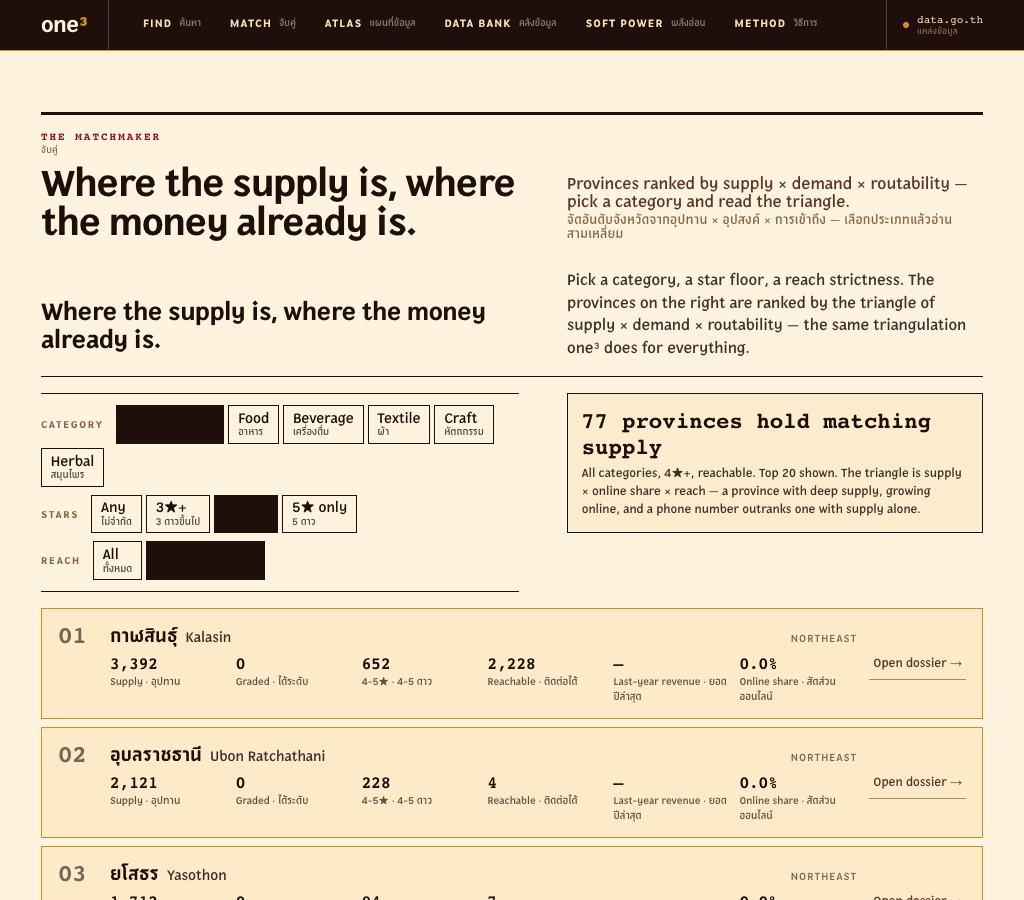 one³
FIND ค้นหา
MATCH จับคู่
ATLAS แผนที่ข้อมูล
DATA BANK คลังข้อมูล
SOFT POWER พลังอ่อน
METHOD วิธีการ
data.go.th
แหล่งข้อมูล
THE MATCHMAKER
จับคู่
Where the supply is, where
the money already is.
Provinces ranked by supply × demand × routability —
pick a category and read the triangle.
จัดอันดับจังหวัดจากอุปทาน × อุปสงค์ × การเข้าถึง — เลือกประเภทแล้วอ่าน
สามเหลี่ยม
Where the supply is, where the money
already is.
Pick a category, a star floor, a reach strictness. The
provinces on the right are ranked by the triangle of
supply × demand × routability — the same triangulation
one³ does for everything.
CATEGORY
Food
อาหาร
Beverage
เครื่องดื่ม
Textile
ผ้า
Craft
หัตถกรรม
Herbal
สมุนไพร
STARS
Any
ไม่จำกัด
3★+
3 ดาวขึ้นไป
5★ only
5 ดาว
REACH
All
ทั้งหมด
77 provinces hold matching
supply
All categories, 4★+, reachable. Top 20 shown. The triangle is supply
× online share × reach — a province with deep supply, growing
online, and a phone number outranks one with supply alone.
01 กาฬสินธุ์ Kalasin NORTHEAST
3,392 0 652 2,228 — 0.0% Open dossier →
Supply · อุปทาน Graded · ได้ระดับ 4-5★ · 4-5 ดาว Reachable · ติดต่อได้ Last-year revenue · ยอด Online share · สัดส่วน
ปีล่าสุด ออนไลน์
02 อุบลราชธานี Ubon Ratchathani NORTHEAST
2,121 0 228 4 — 0.0% Open dossier →
Supply · อุปทาน Graded · ได้ระดับ 4-5★ · 4-5 ดาว Reachable · ติดต่อได้ Last-year revenue · ยอด Online share · สัดส่วน
ปีล่าสุด ออนไลน์
03 ยโสธร Yasothon NORTHEAST